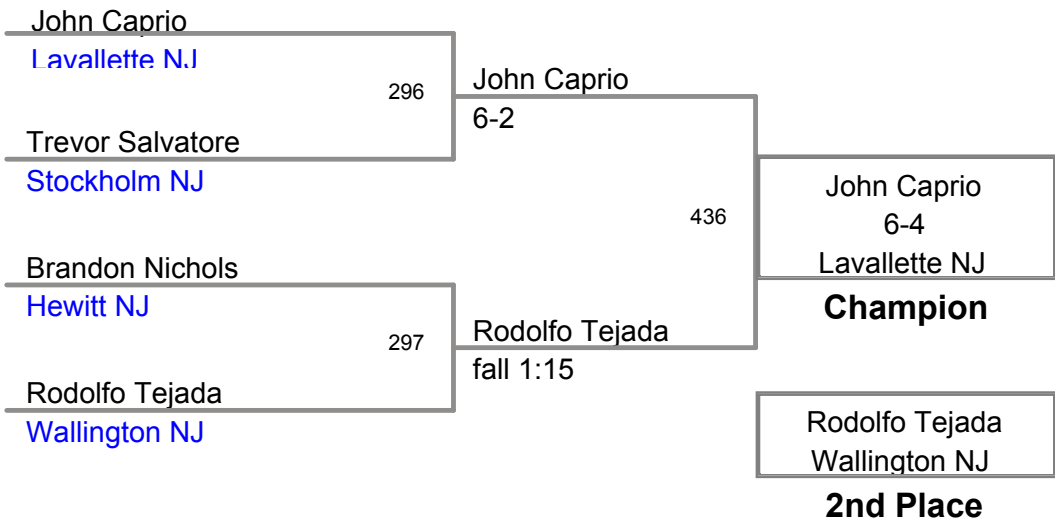 John Caprio
Lavallette NJ
296
John Caprio
6-2
Trevor Salvatore
Stockholm NJ
436
John Caprio
6-4
Lavallette NJ
Champion
Brandon Nichols
Hewitt NJ
297
Rodolfo Tejada
fall 1:15
Rodolfo Tejada
Wallington NJ
Rodolfo Tejada
Wallington NJ
2nd Place